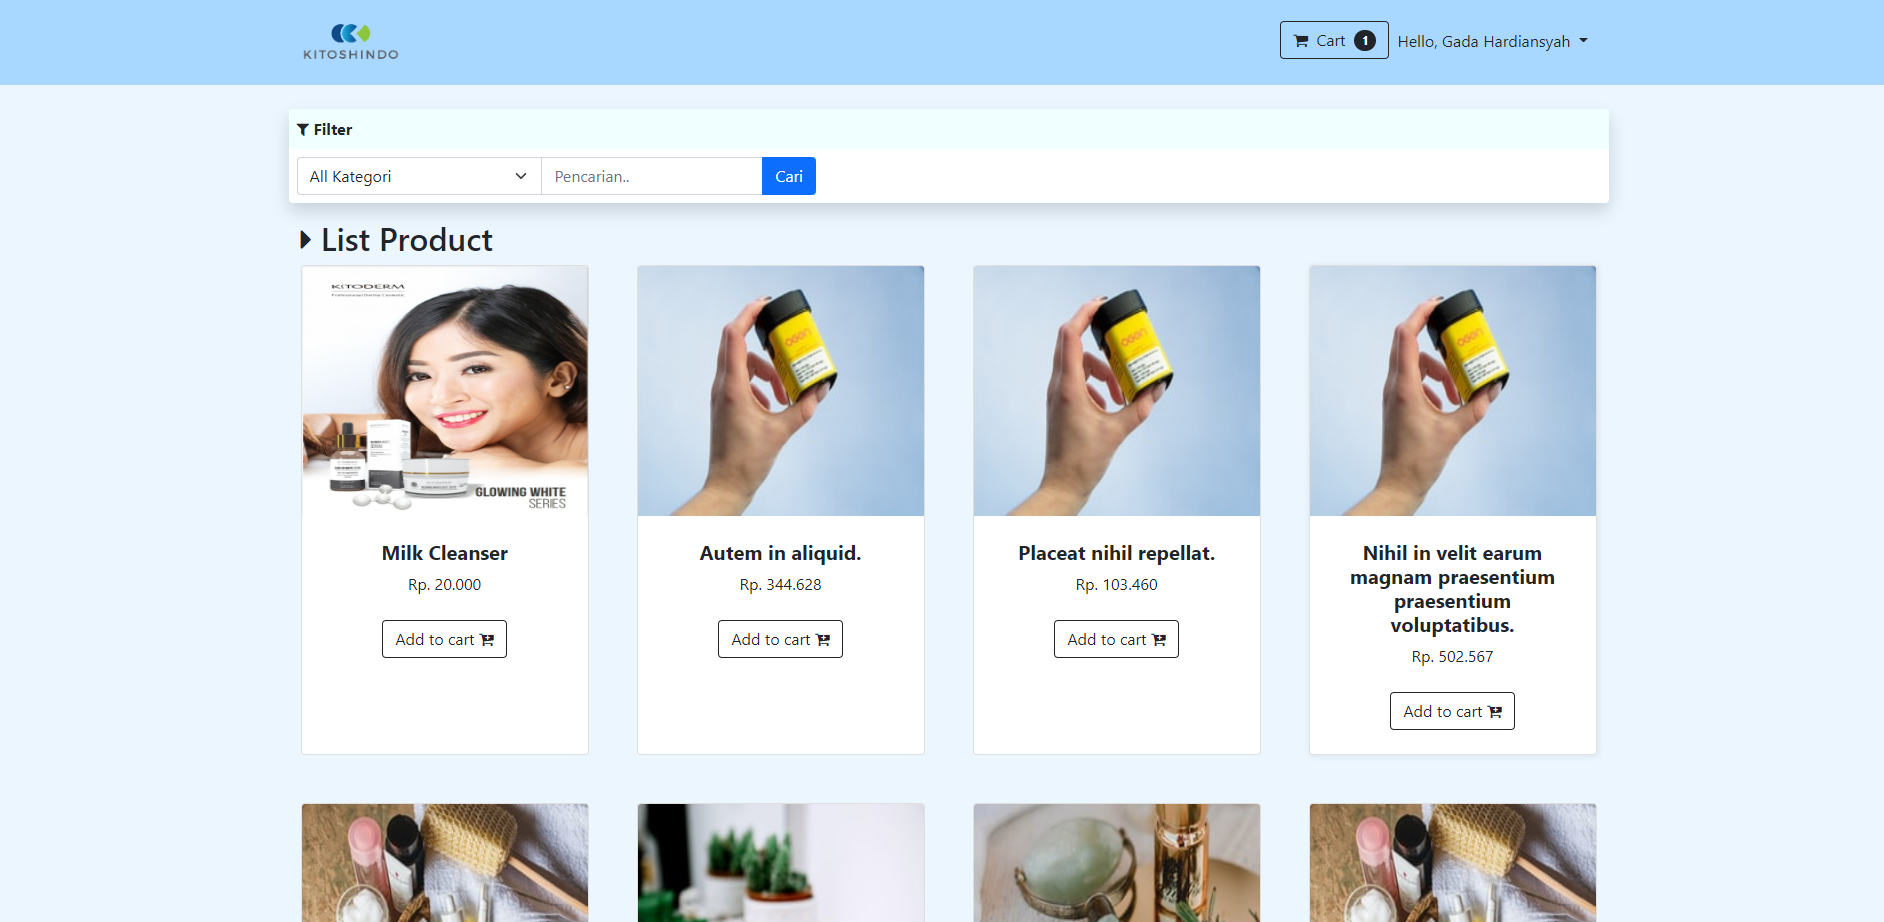 KITOSHINDO
Cart 1
Hello, Gada Hardiansyah
Filter
All Kategori
Pencarian..
Cari
List Product
KITODERM
Professional Derma Cosmetic
GLOWING WHITE
SERIES
Milk Cleanser
Rp. 20.000
Add to cart
Autem in aliquid.
Rp. 344.628
Add to cart
Placeat nihil repellat.
Rp. 103.460
Add to cart
Nihil in velit earum
magnam praesentium
praesentium
voluptatibus.
Rp. 502.567
Add to cart